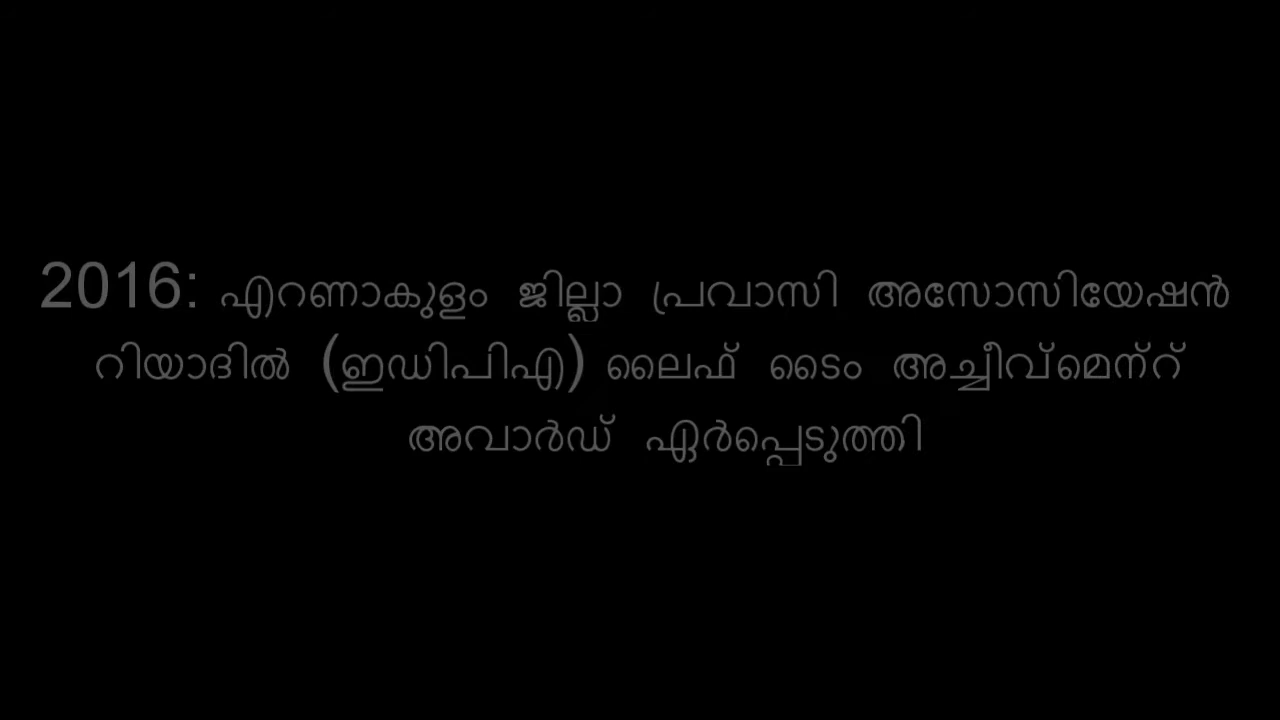 2016: എറണാകുളം ജില്ലാ പ്രവാസി അസോസിയേഷൻ
റിയാദിൽ (ഇഡിപിഎ) ലൈഫ് ടൈം അച്ചീവ്മെന്റ്
അവാർഡ് ഏർപ്പെടുത്തി